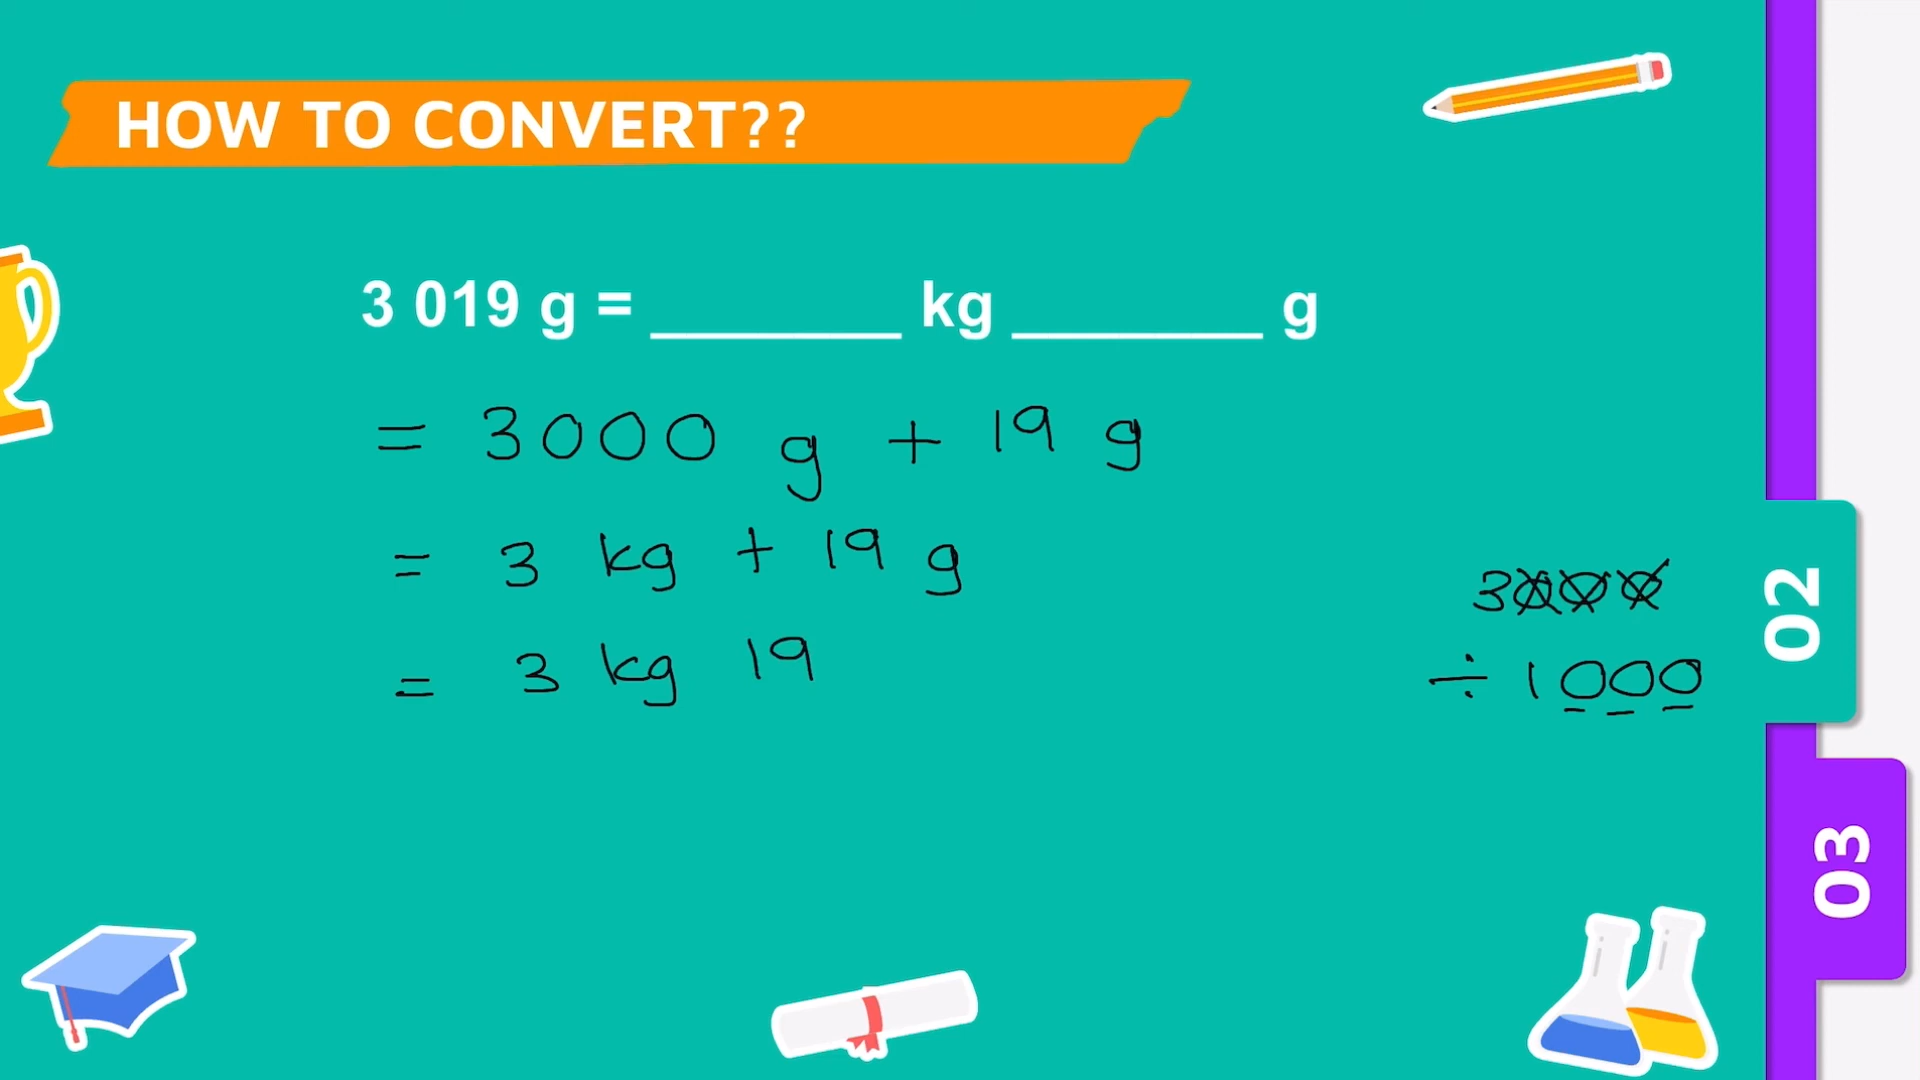 HOW TO CONVERT??
3 019 g = ________ kg ________ g
= 3000 g + 19 g
= 3 kg + 19 g
= 3 kg 19
3000
÷ 1000
02
03